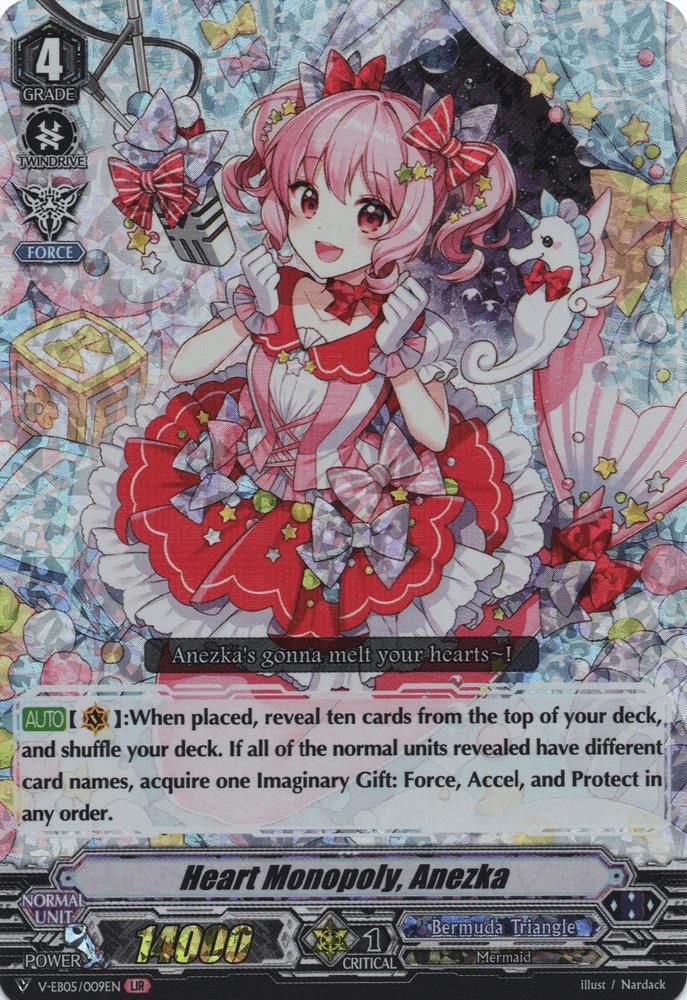 4
GRADE
TWINDRIVE
FORCE
Anezka's gonna melt your hearts~!
AUTO【 】:When placed, reveal ten cards from the top of your deck,
and shuffle your deck. If all of the normal units revealed have different
card names, acquire one Imaginary Gift: Force, Accel, and Protect in
any order.
Heart Monopoly, Anezka
NORMAL
UNIT
POWER
14000
1
CRITICAL
Bermuda Triangle
Mermaid
V-EB05/009EN
illust / Nardack